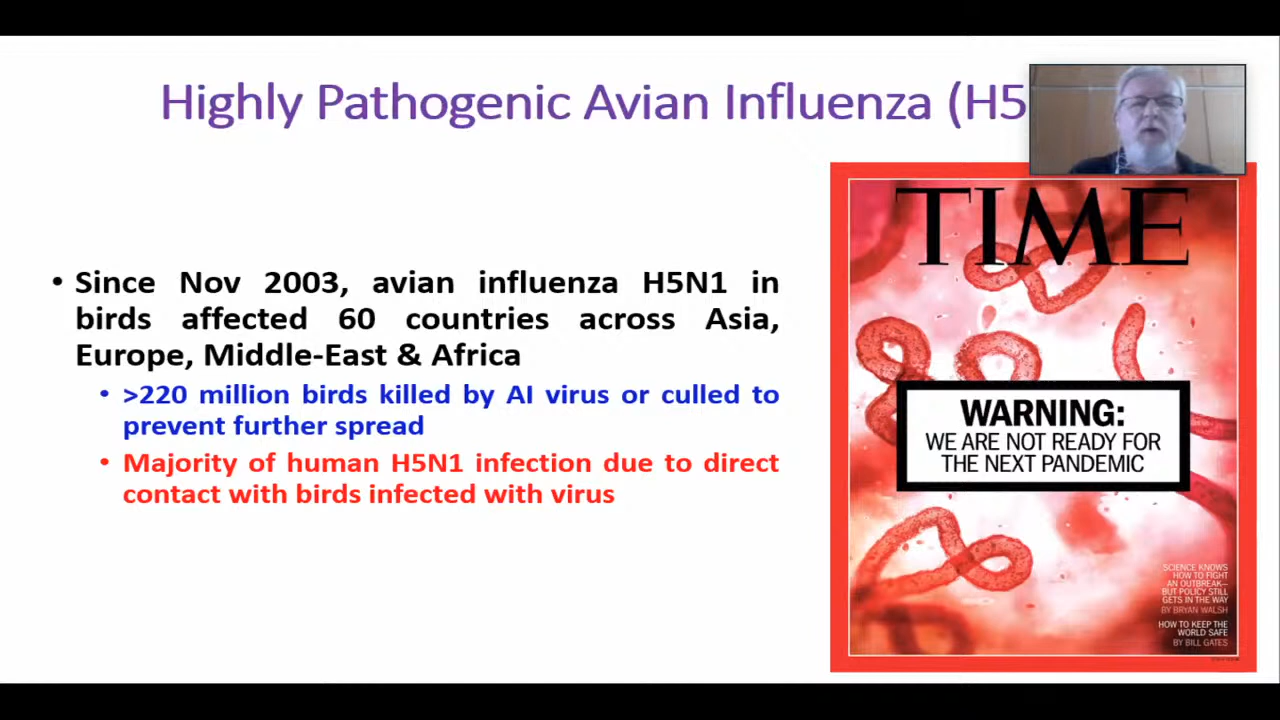 Highly Pathogenic Avian Influenza (H5
• Since Nov 2003, avian influenza H5N1 in
birds affected 60 countries across Asia,
Europe, Middle-East & Africa
• >220 million birds killed by AI virus or culled to
prevent further spread
• Majority of human H5N1 infection due to direct
contact with birds infected with virus
TIME
WARNING:
WE ARE NOT READY FOR
THE NEXT PANDEMIC
SCIENCE KNOWS
HOW TO FIGHT
AN OUTBREAK—
BUT POLICY STILL
GETS IN THE WAY
BY BRYAN WALSH
HOW TO KEEP THE
WORLD SAFE
BY BILL GATES